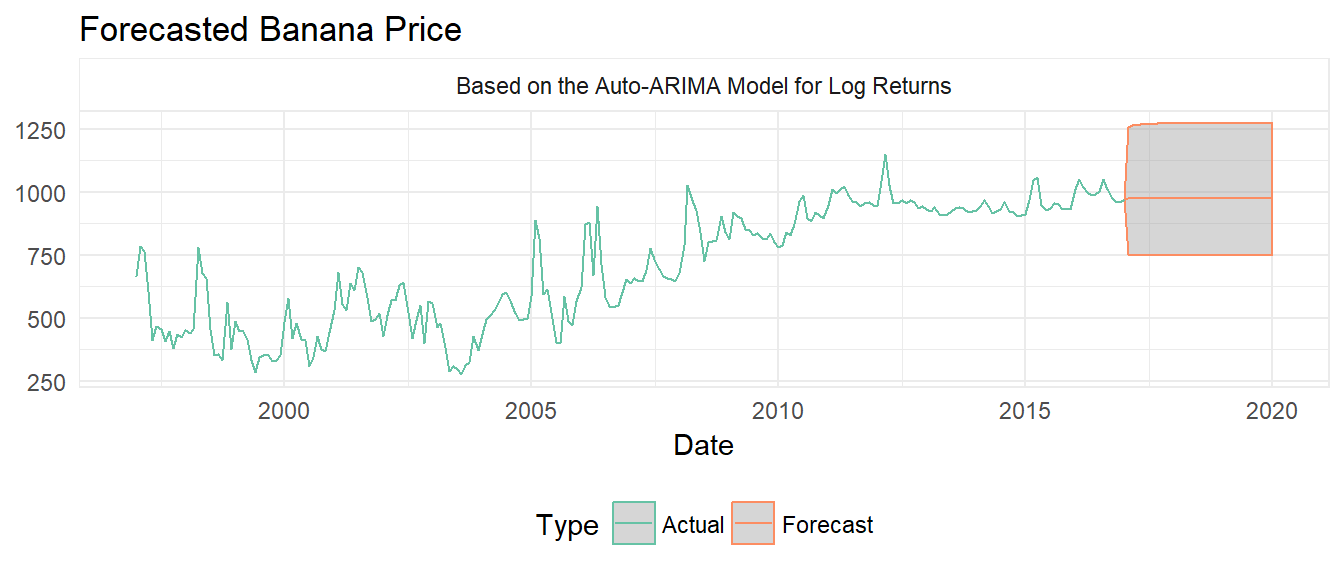 Forecasted Banana Price
Based on the Auto-ARIMA Model for Log Returns
1250
1000
750
500
250
2000 2005 2010 2015 2020
Date
Type Actual Forecast